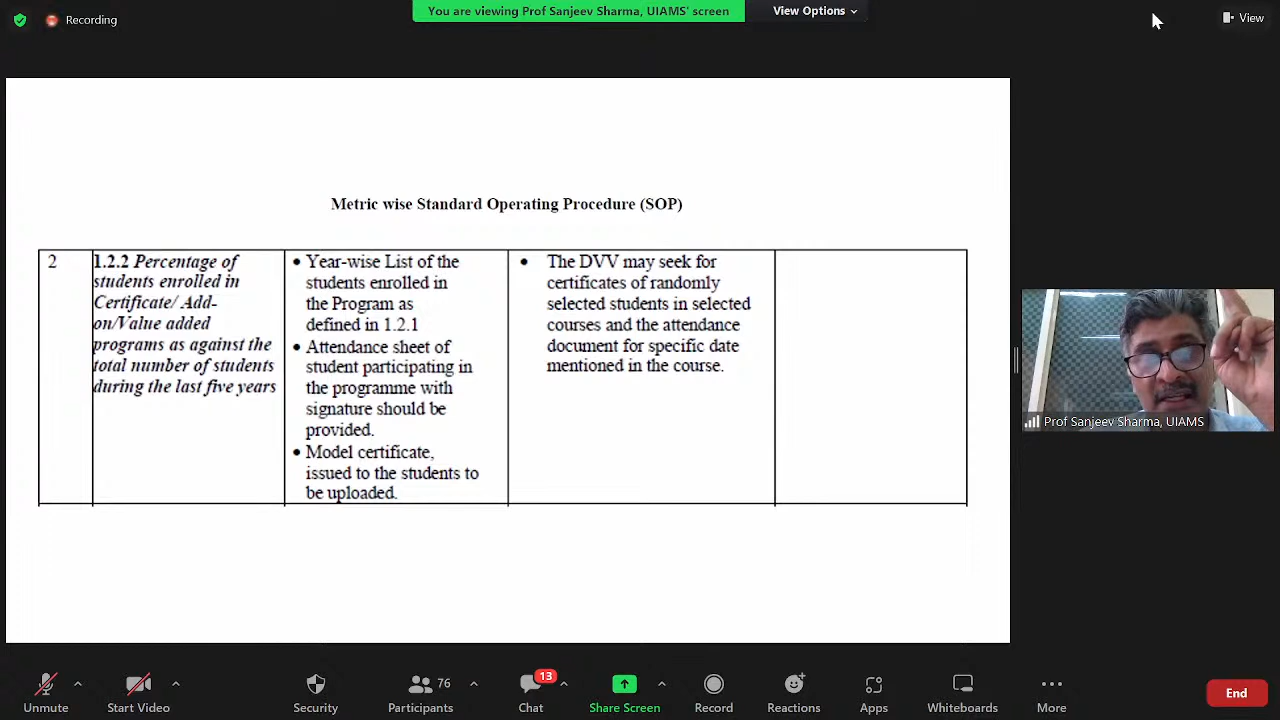 Recording
You are viewing Prof Sanjeev Sharma, UIAMS' screen
View Options
View
Metric wise Standard Operating Procedure (SOP)
2
1.2.2 Percentage of
students enrolled in
Certificate/ Add-
on/Value added
programs as against the
total number of students
during the last five years
• Year-wise List of the
students enrolled in
the Program as
defined in 1.2.1
• Attendance sheet of
student participating in
the programme with
signature should be
provided.
• Model certificate,
issued to the students to
be uploaded.
• The DVV may seek for
certificates of randomly
selected students in selected
courses and the attendance
document for specific date
mentioned in the course.
Prof Sanjeev Sharma, UIAMS
Unmute
Start Video
Security
76
Participants
13
Chat
Share Screen
Record
Reactions
Apps
Whiteboards
More
End